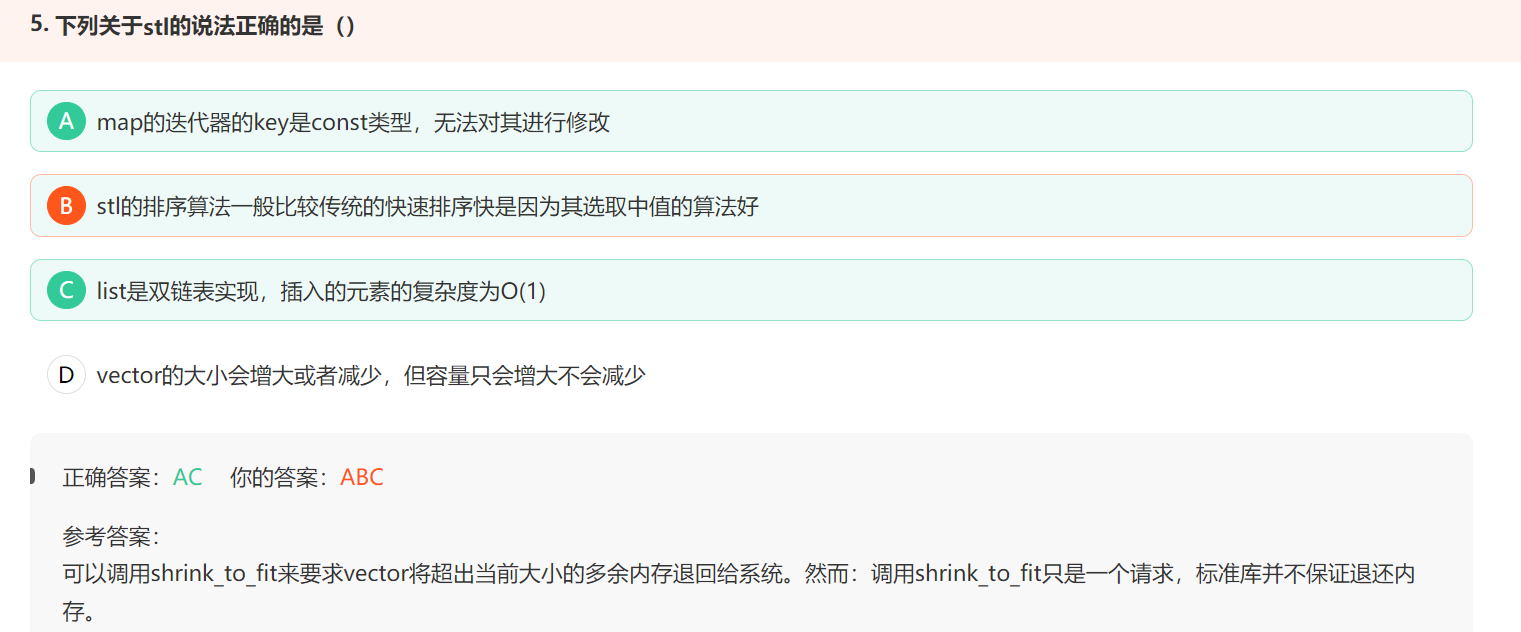 5. 下列关于stl的说法正确的是（）
A map的迭代器的key是const类型，无法对其进行修改
B stl的排序算法一般比较传统的快速排序快是因为其选取中值的算法好
C list是双链表实现，插入的元素的复杂度为O(1)
D vector的大小会增大或者减少，但容量只会增大不会减少
正确答案：AC 你的答案：ABC
参考答案：
可以调用shrink_to_fit来要求vector将超出当前大小的多余内存退回给系统。然而：调用shrink_to_fit只是一个请求，标准库并不保证退还内
存。